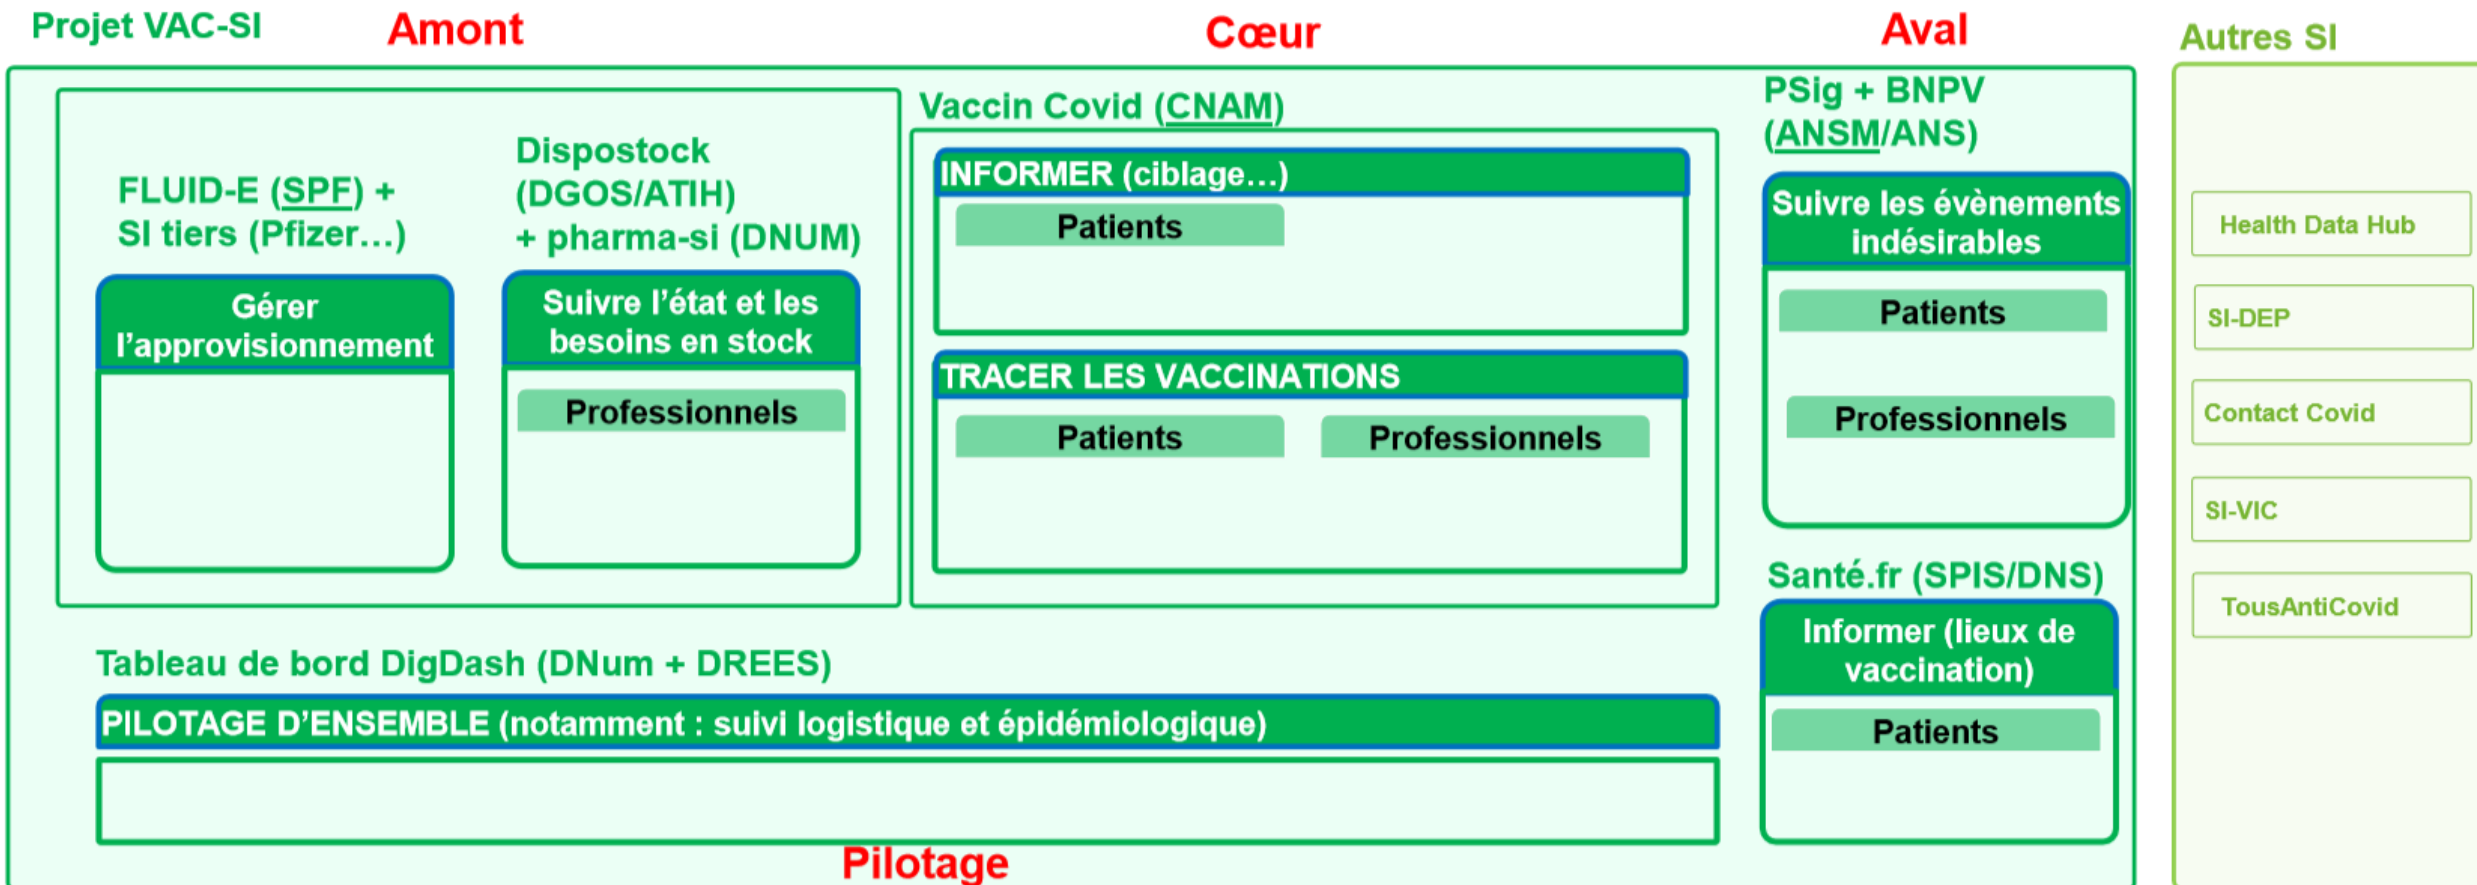 Projet VAC-SI
Amont
Cœur
Aval
Autres SI
FLUID-E (SPF) +
SI tiers (Pfizer…)
Gérer
l’approvisionnement
Dispostock
(DGOS/ATIH)
+ pharma-si (DNUM)
Suivre l’état et les
besoins en stock
Professionnels
Vaccin Covid (CNAM)
INFORMER (ciblage…)
Patients
TRACER LES VACCINATIONS
Patients
Professionnels
PSig + BNPV
(ANSM/ANS)
Suivre les évènements
indésirables
Patients
Professionnels
Santé.fr (SPIS/DNS)
Informer (lieux de
vaccination)
Patients
Tableau de bord DigDash (DNum + DREES)
PILOTAGE D’ENSEMBLE (notamment : suivi logistique et épidémiologique)
Pilotage
Health Data Hub
SI-DEP
Contact Covid
SI-VIC
TousAntiCovid